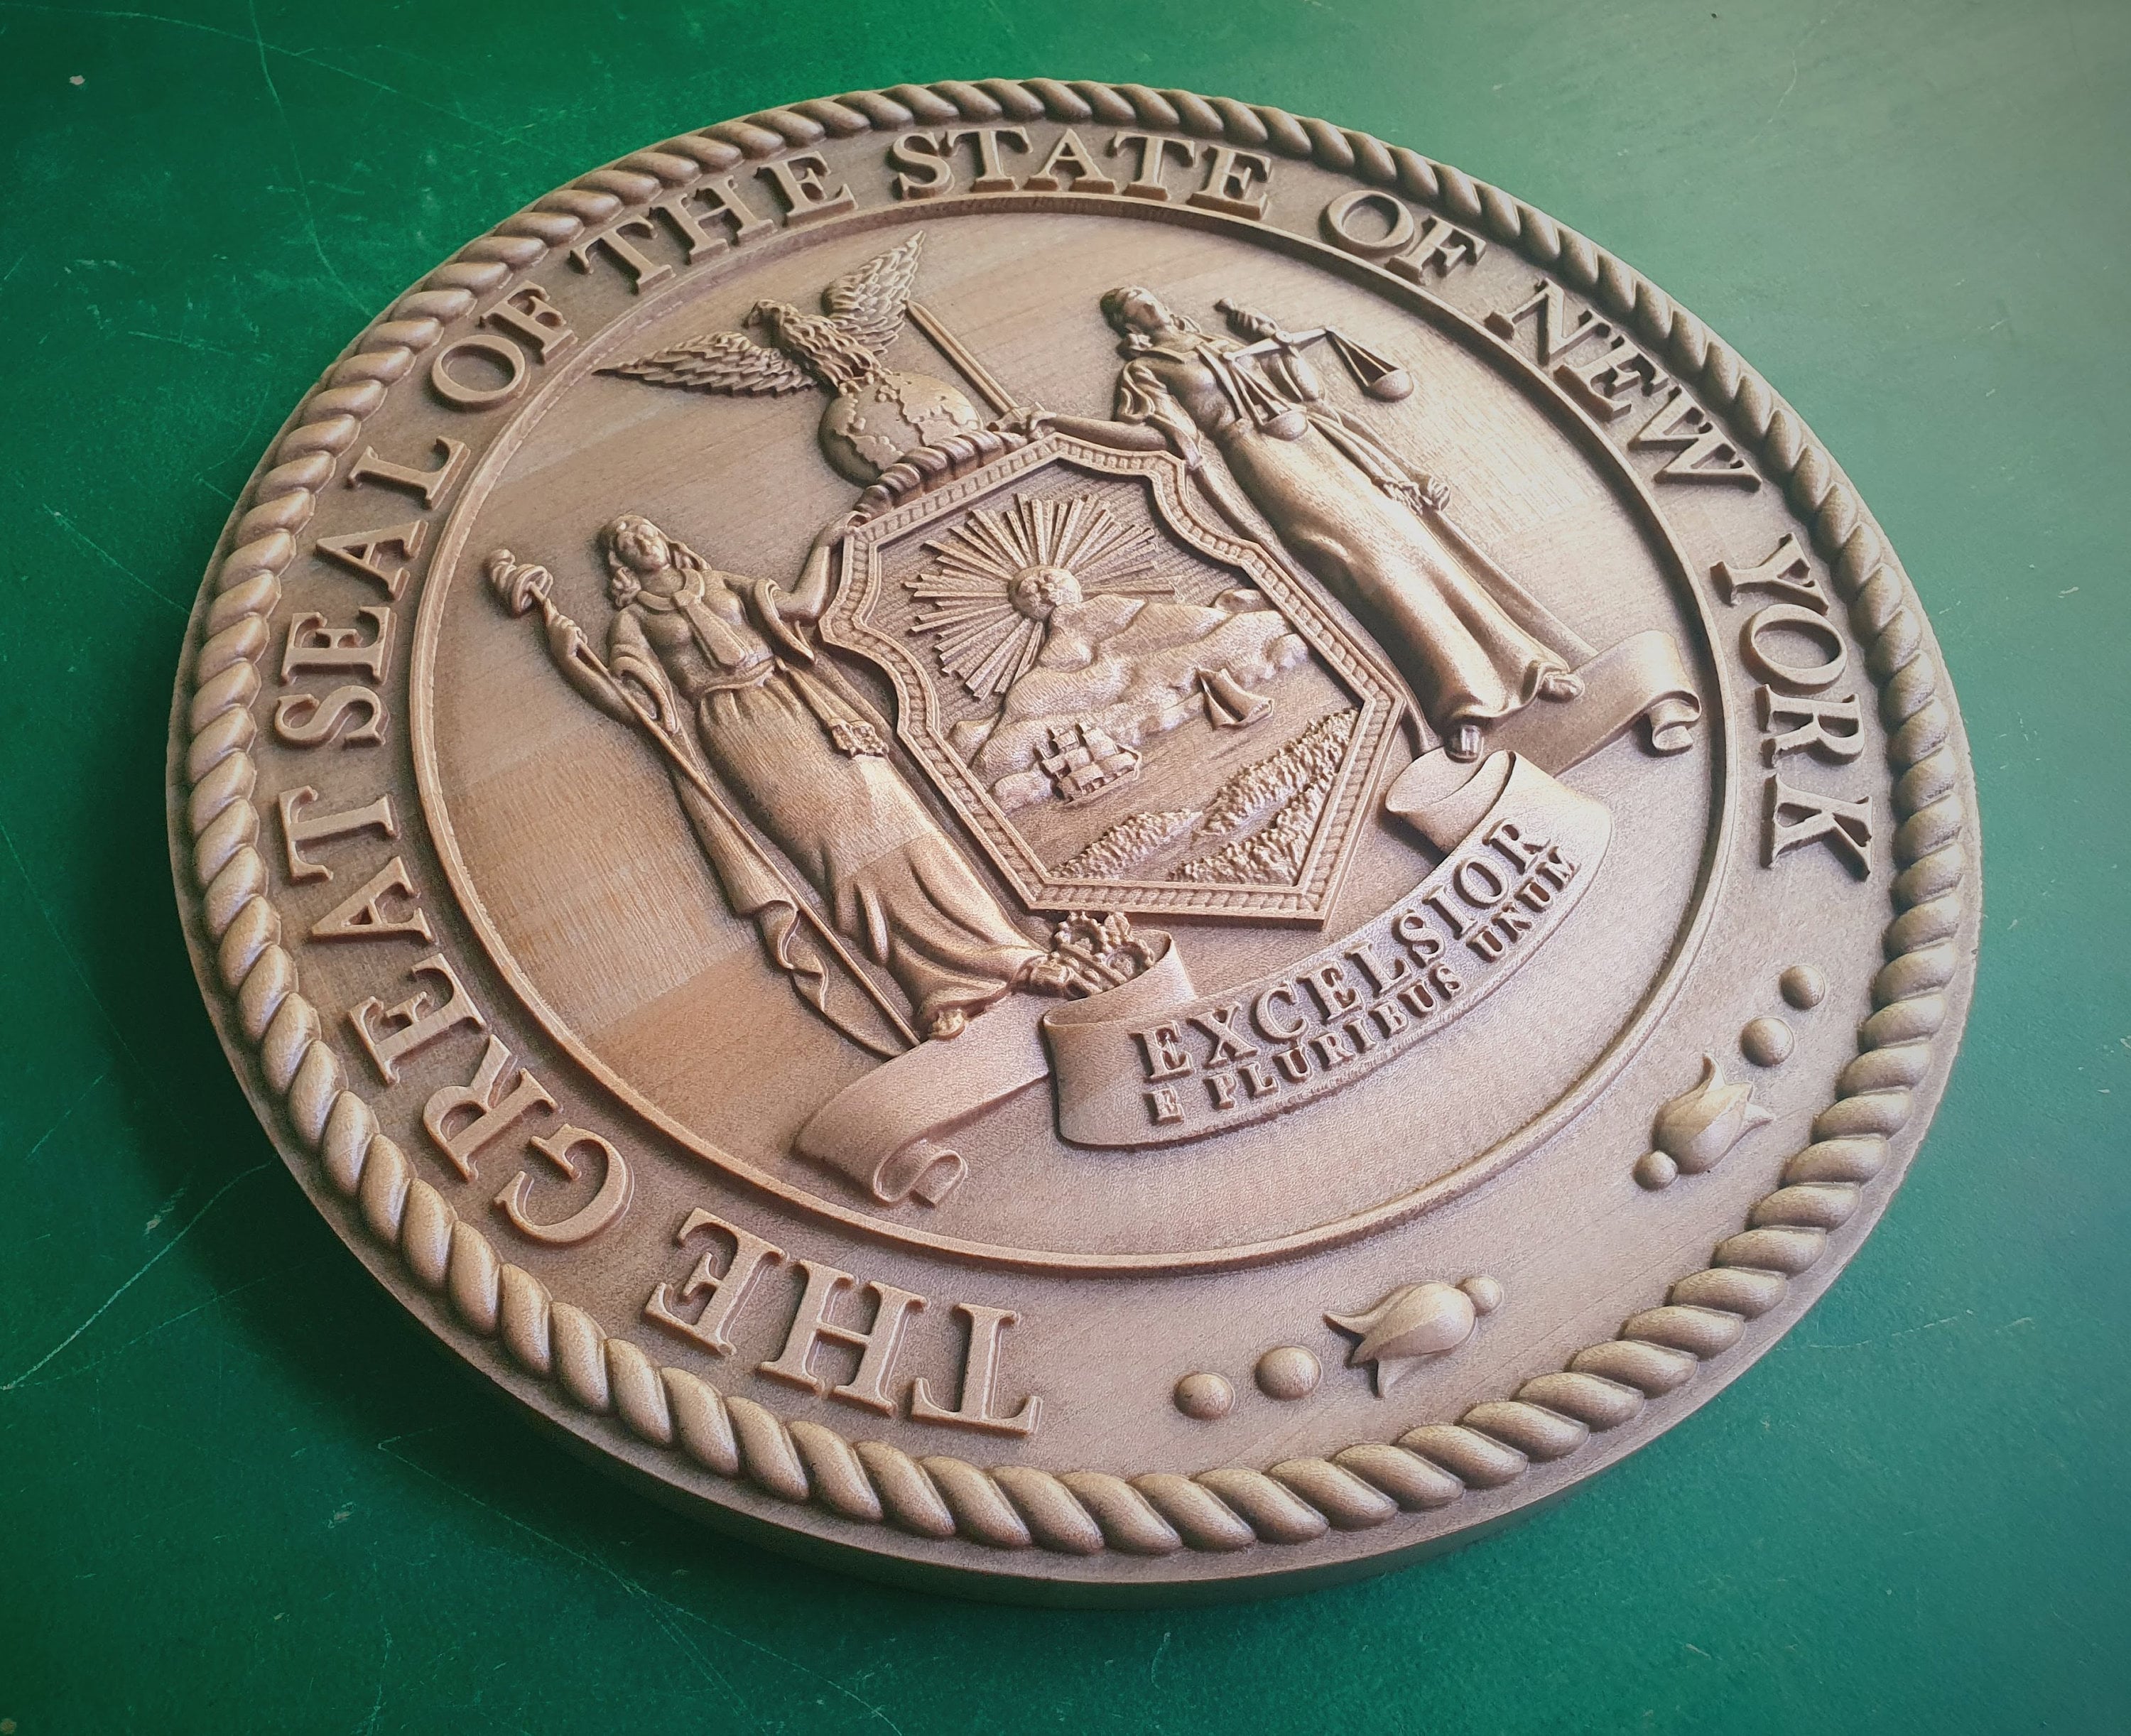 THE GREAT SEAL OF THE STATE OF NEW YORK
EXCELSIOR
E PLURIBUS UNUM